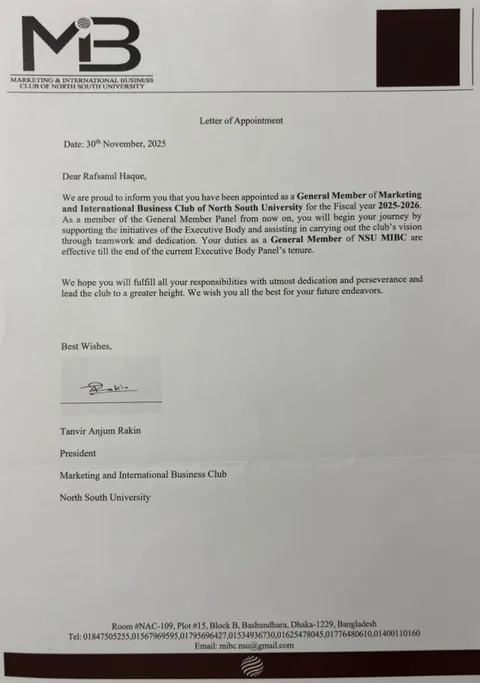 MiB
MARKETING & INTERNATIONAL BUSINESS
CLUB OF NORTH SOUTH UNIVERSITY
Letter of Appointment
Date: 30th November, 2025
Dear Rafsanul Haque,
We are proud to inform you that you have been appointed as a General Member of Marketing
and International Business Club of North South University for the Fiscal year 2025-2026.
As a member of the General Member Panel from now on, you will begin your journey by
supporting the initiatives of the Executive Body and assisting in carrying out the club's vision
through teamwork and dedication. Your duties as a General Member of NSU MIBC are
effective till the end of the current Executive Body Panel's tenure.
We hope you will fulfill all your responsibilities with utmost dedication and perseverance and
lead the club to a greater height. We wish you all the best for your future endeavors.
Best Wishes,
Rakin
Tanvir Anjum Rakin
President
Marketing and International Business Club
North South University
Room #NAC-109, Plot #15, Block B, Bashundhara, Dhaka-1229, Bangladesh
Tel: 01847505255,01567969595,01795696427,01534936730,01625478045,01776480610,01400110160
Email: mibc.nsu@gmail.com